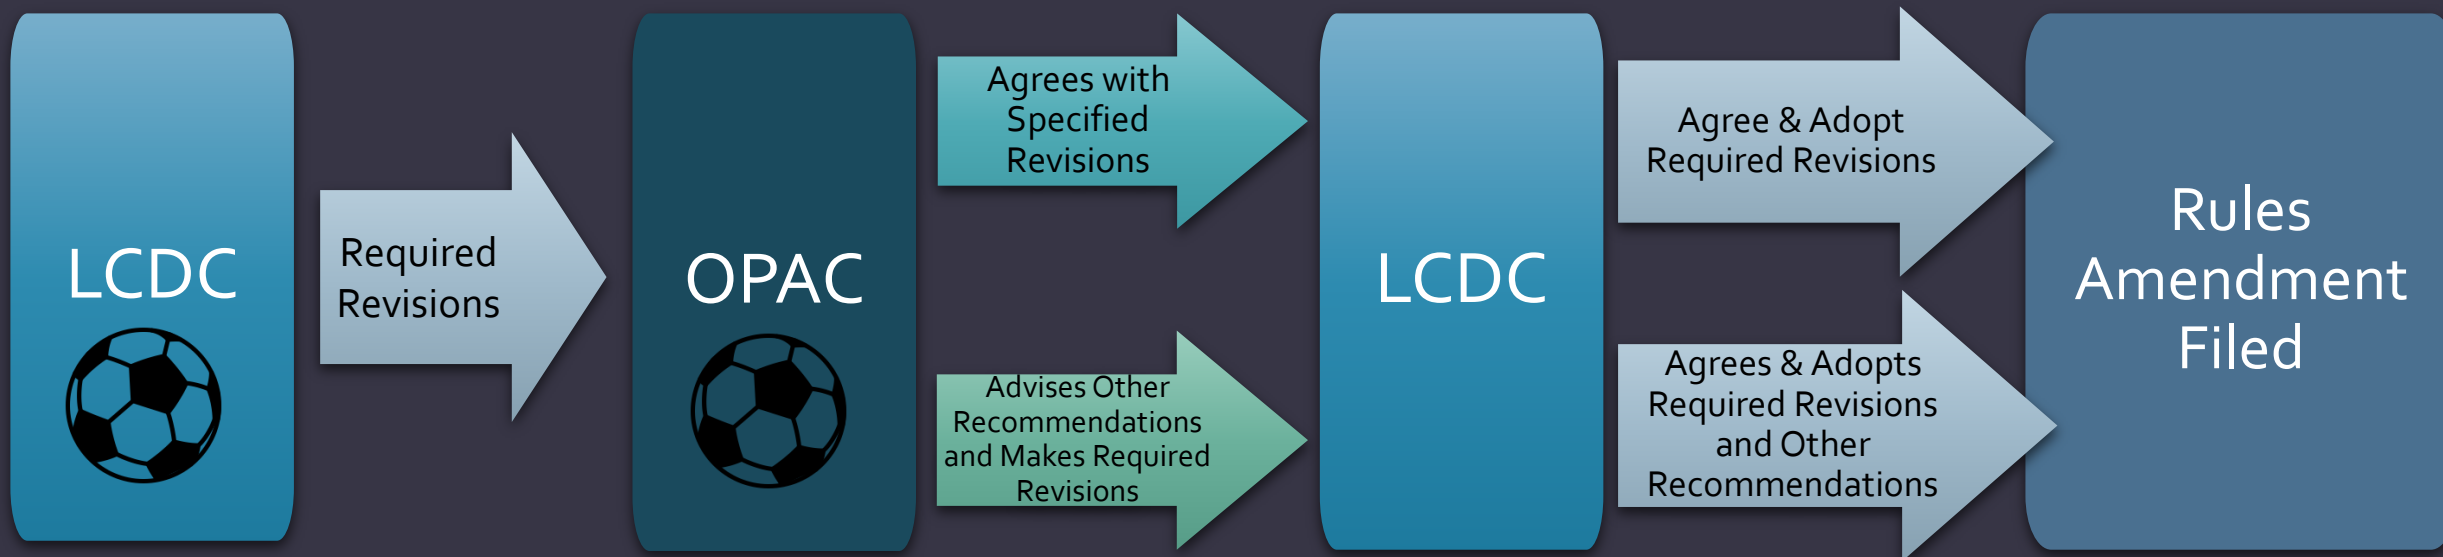 LCDC
Required
Revisions
OPAC
Agrees with
Specified
Revisions
Advises Other
Recommendations
and Makes Required
Revisions
LCDC
Agree & Adopt
Required Revisions
Agrees & Adopts
Required Revisions
and Other
Recommendations
Rules
Amendment
Filed